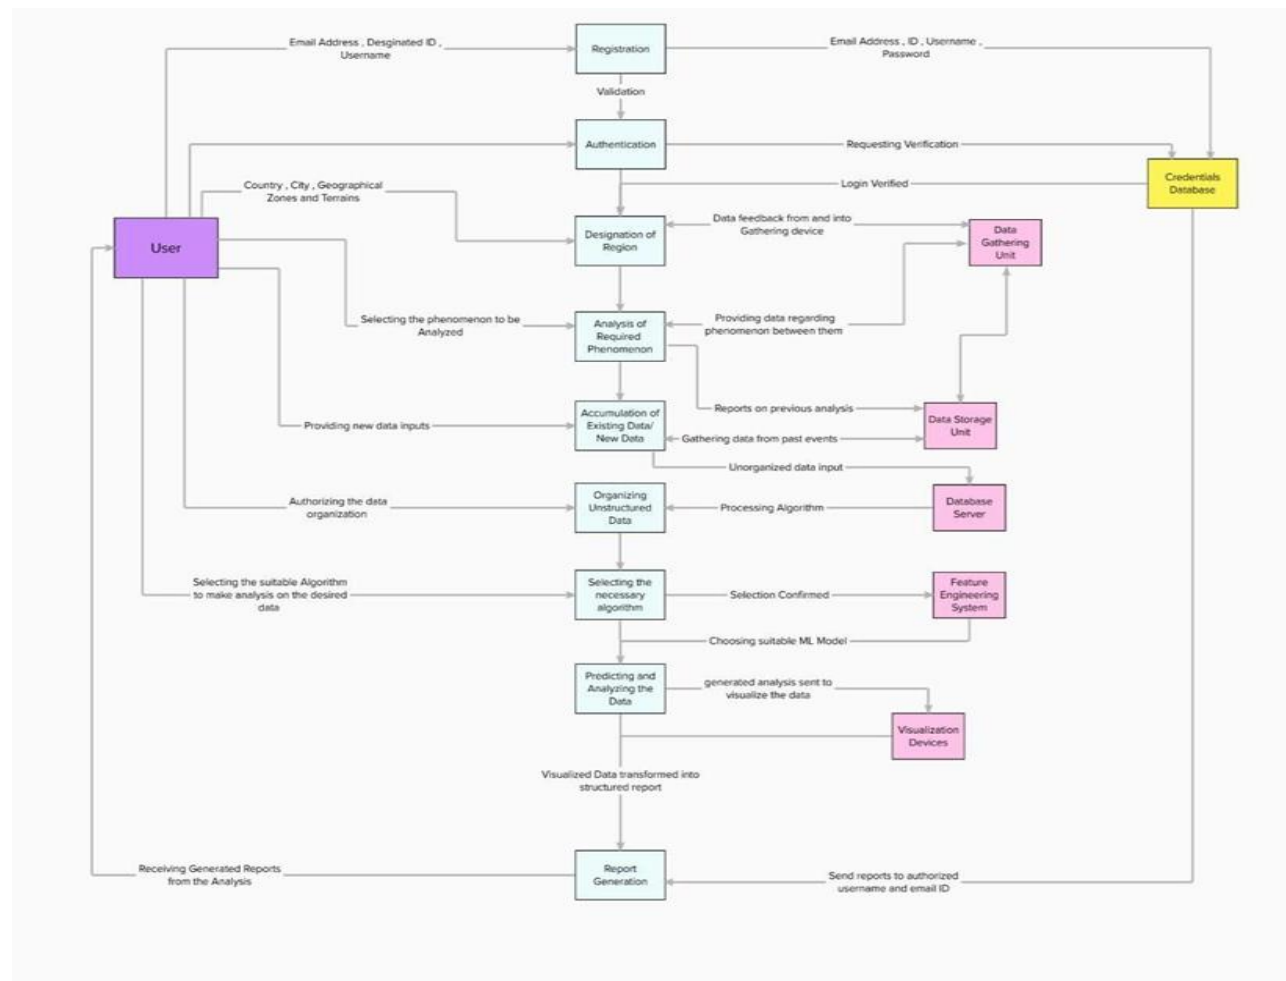 Email Address , Desginated ID ,
Username
Registration
Email Address , ID , Username ,
Password
Validation
Authentication
Requesting Verification
Credentials
Database
Login Verified
Country , City , Geographical
Zones and Terrains
User
Designation of
Region
Data feedback from and into
Gathering device
Data
Gathering
Unit
Selecting the phenomenon to be
Analyzed
Analysis of
Required
Phenomenon
Providing data regarding
phenomenon between them
Reports on previous analysis
Data Storage
Unit
Providing new data inputs
Accumulation of
Existing Data/
New Data
Gathering data from past events
Unorganized data input
Authorizing the data
organization
Organizing
Unstructured
Data
Processing Algorithm
Database
Server
Selecting the suitable Algorithm
to make analysis on the desired
data
Selecting the
necessary
algorithm
Selection Confirmed
Feature
Engineering
System
Choosing suitable ML Model
Predicting and
Analyzing the
Data
generated analysis sent to
visualize the data
Visualization
Devices
Visualized Data transformed into
structured report
Receiving Generated Reports
from the Analysis
Report
Generation
Send reports to authorized
username and email ID